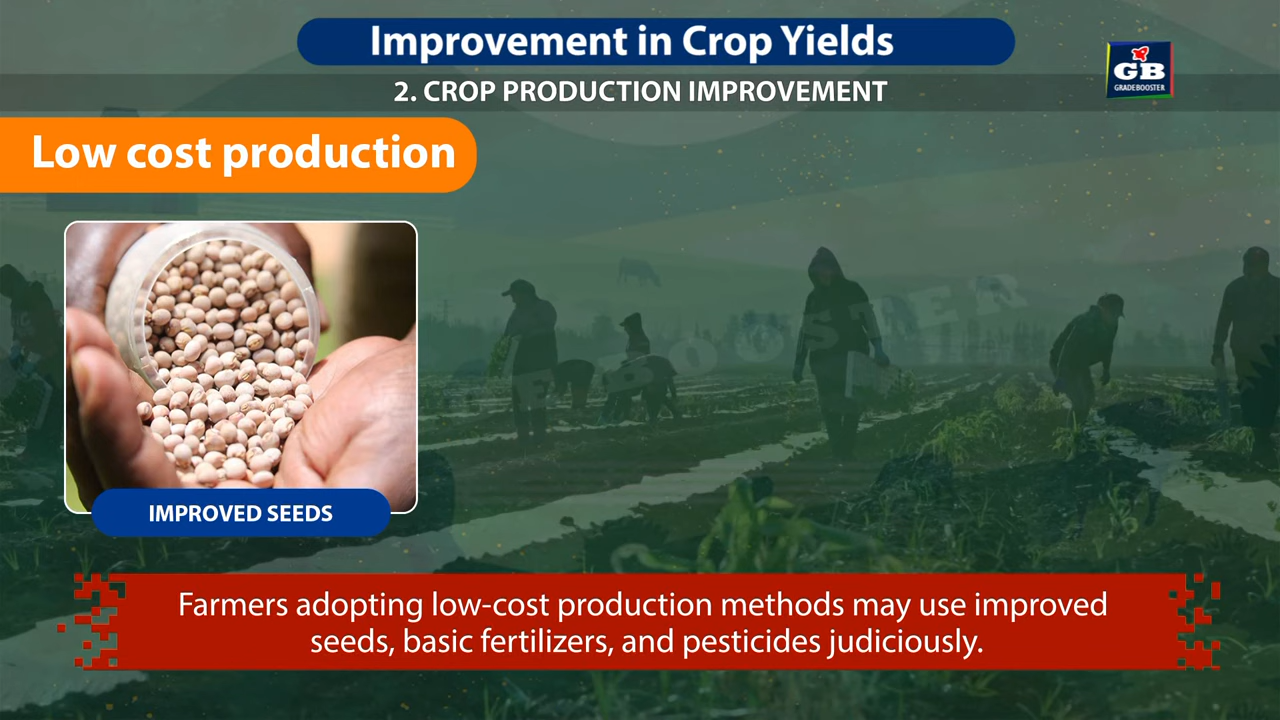 Improvement in Crop Yields
2. CROP PRODUCTION IMPROVEMENT
GB
GRADEBOOSTER
Low cost production
IMPROVED SEEDS
Farmers adopting low-cost production methods may use improved
seeds, basic fertilizers, and pesticides judiciously.